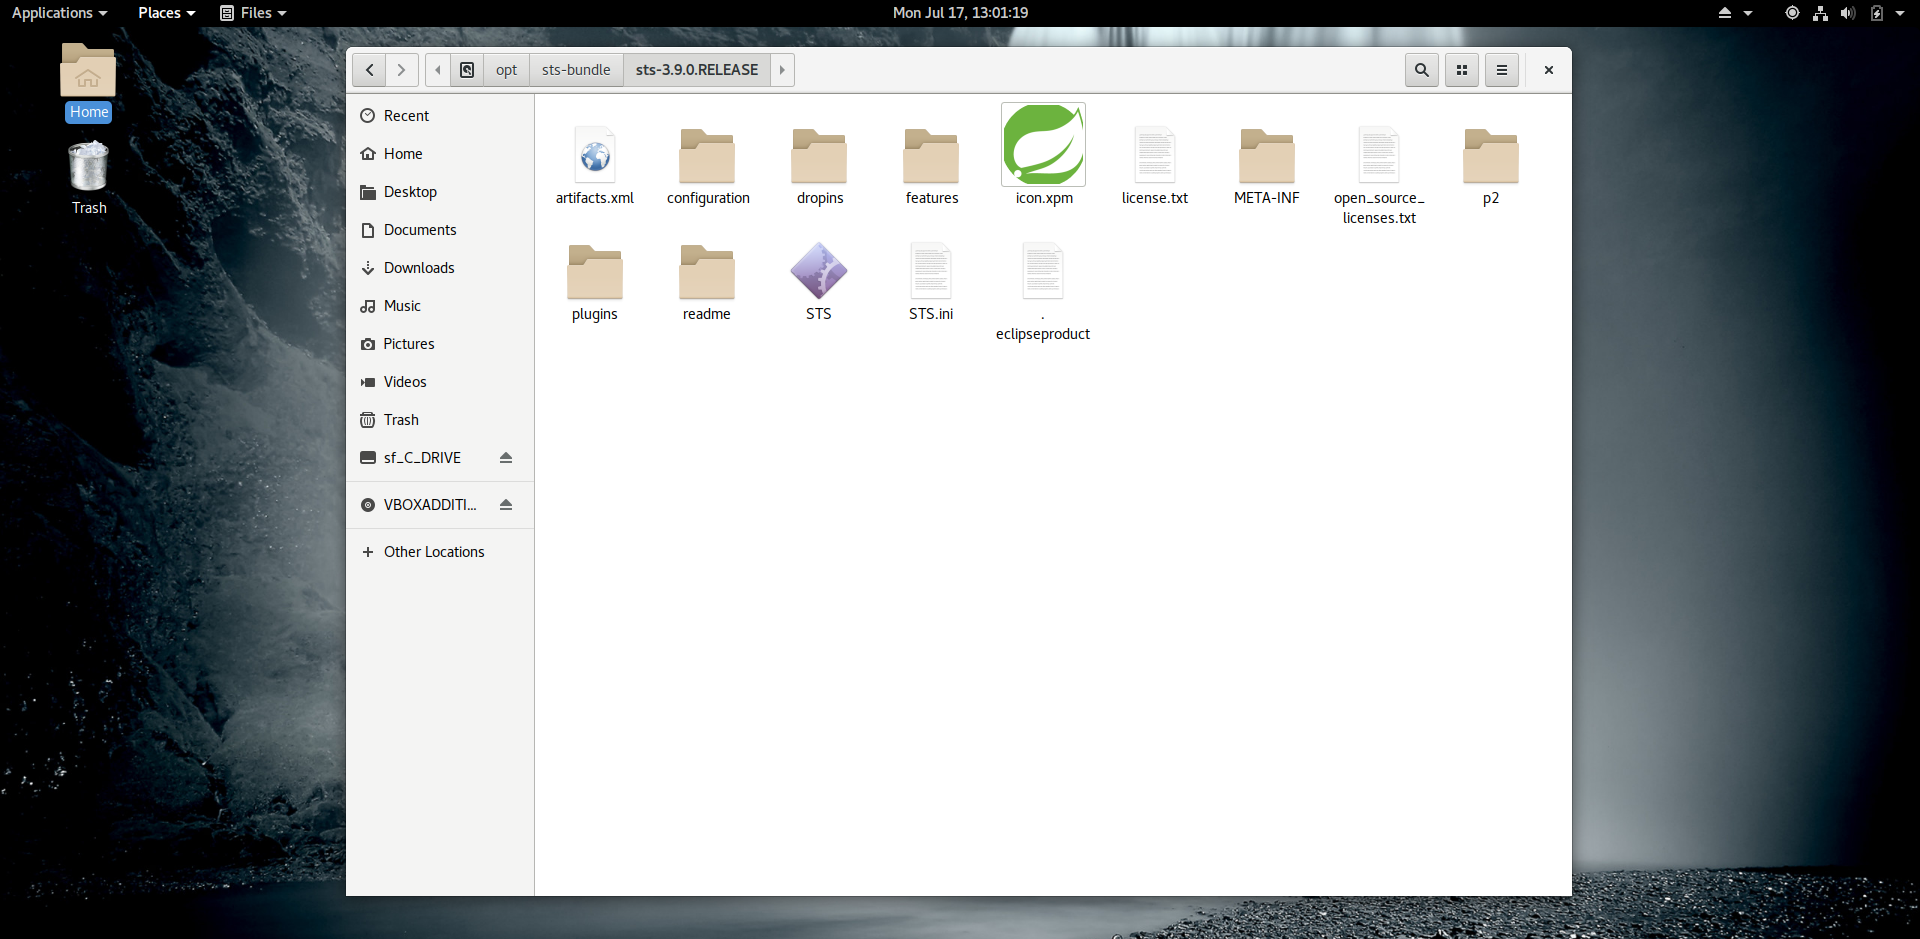 Applications Places Files Mon Jul 17, 13:01:19
Home
Trash
opt sts-bundle sts-3.9.0.RELEASE
Recent
Home
Desktop
Documents
Downloads
Music
Pictures
Videos
Trash
sf_C_DRIVE
VBOXADDITI...
Other Locations
artifacts.xml configuration dropins features icon.xpm license.txt META-INF open_source_ p2
licenses.txt
plugins readme STS STS.ini .
eclipseproduct